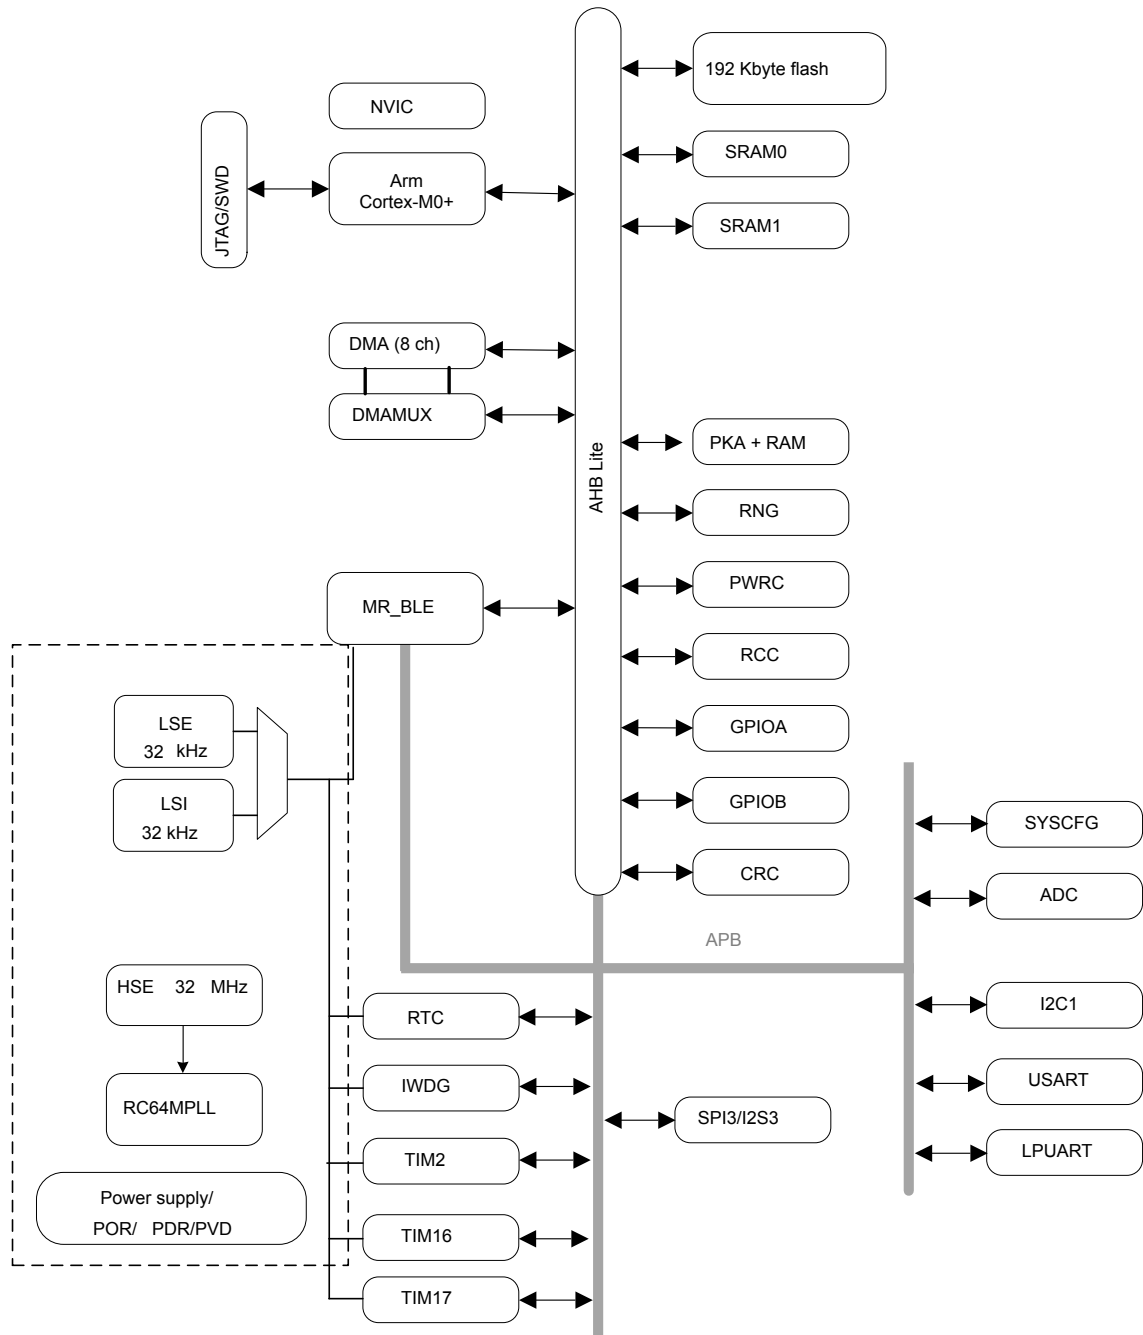 192 Kbyte flash
NVIC
SRAM0
JTAG/SWD
Arm
Cortex-M0+
SRAM1
DMA (8 ch)
DMAMUX
AHB Lite
PKA + RAM
RNG
PWRC
MR_BLE
RCC
LSE
32 kHz
GPIOA
LSI
32 kHz
GPIOB
SYSCFG
CRC
ADC
APB
HSE 32 MHz
RTC
I2C1
IWDG
USART
RC64MPLL
SPI3/I2S3
TIM2
LPUART
Power supply/
POR/ PDR/PVD
TIM16
TIM17